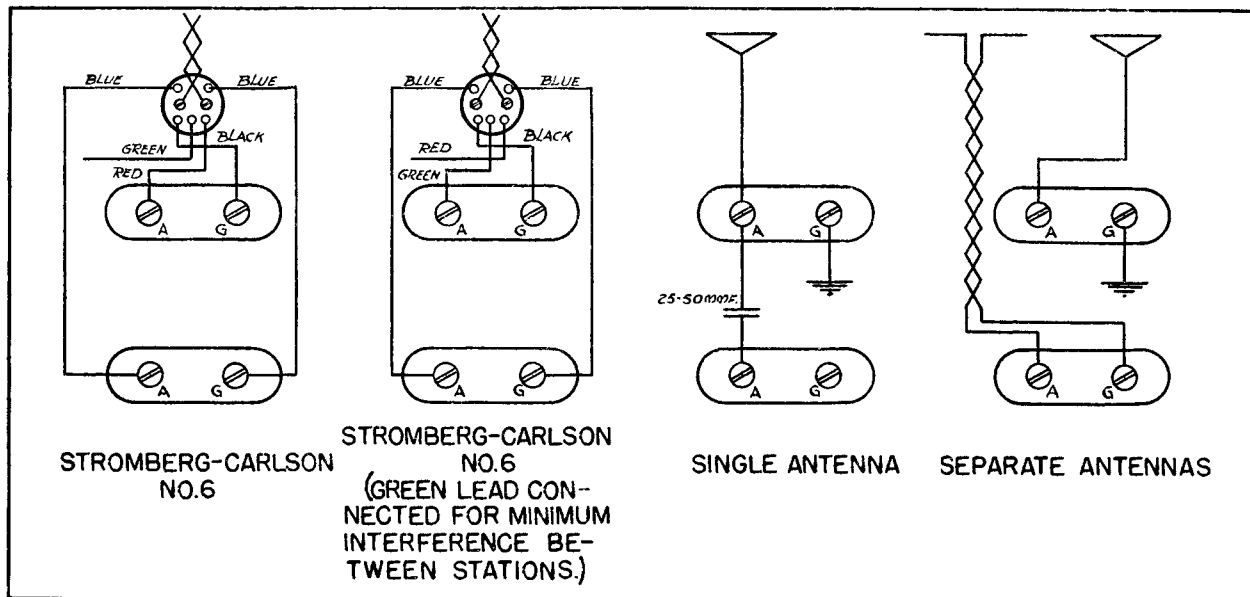 BLUE
BLUE
BLACK
GREEN
RED
A
G
A
G
STROMBERG-CARLSON
NO.6
BLUE
BLUE
BLACK
RED
GREEN
A
G
A
G
STROMBERG-CARLSON
NO.6
(GREEN LEAD CON-
NECTED FOR MINIMUM
INTERFERENCE BE-
TWEEN STATIONS.)
A
G
25-50MMF.
A
G
SINGLE ANTENNA
A
G
A
G
SEPARATE ANTENNAS